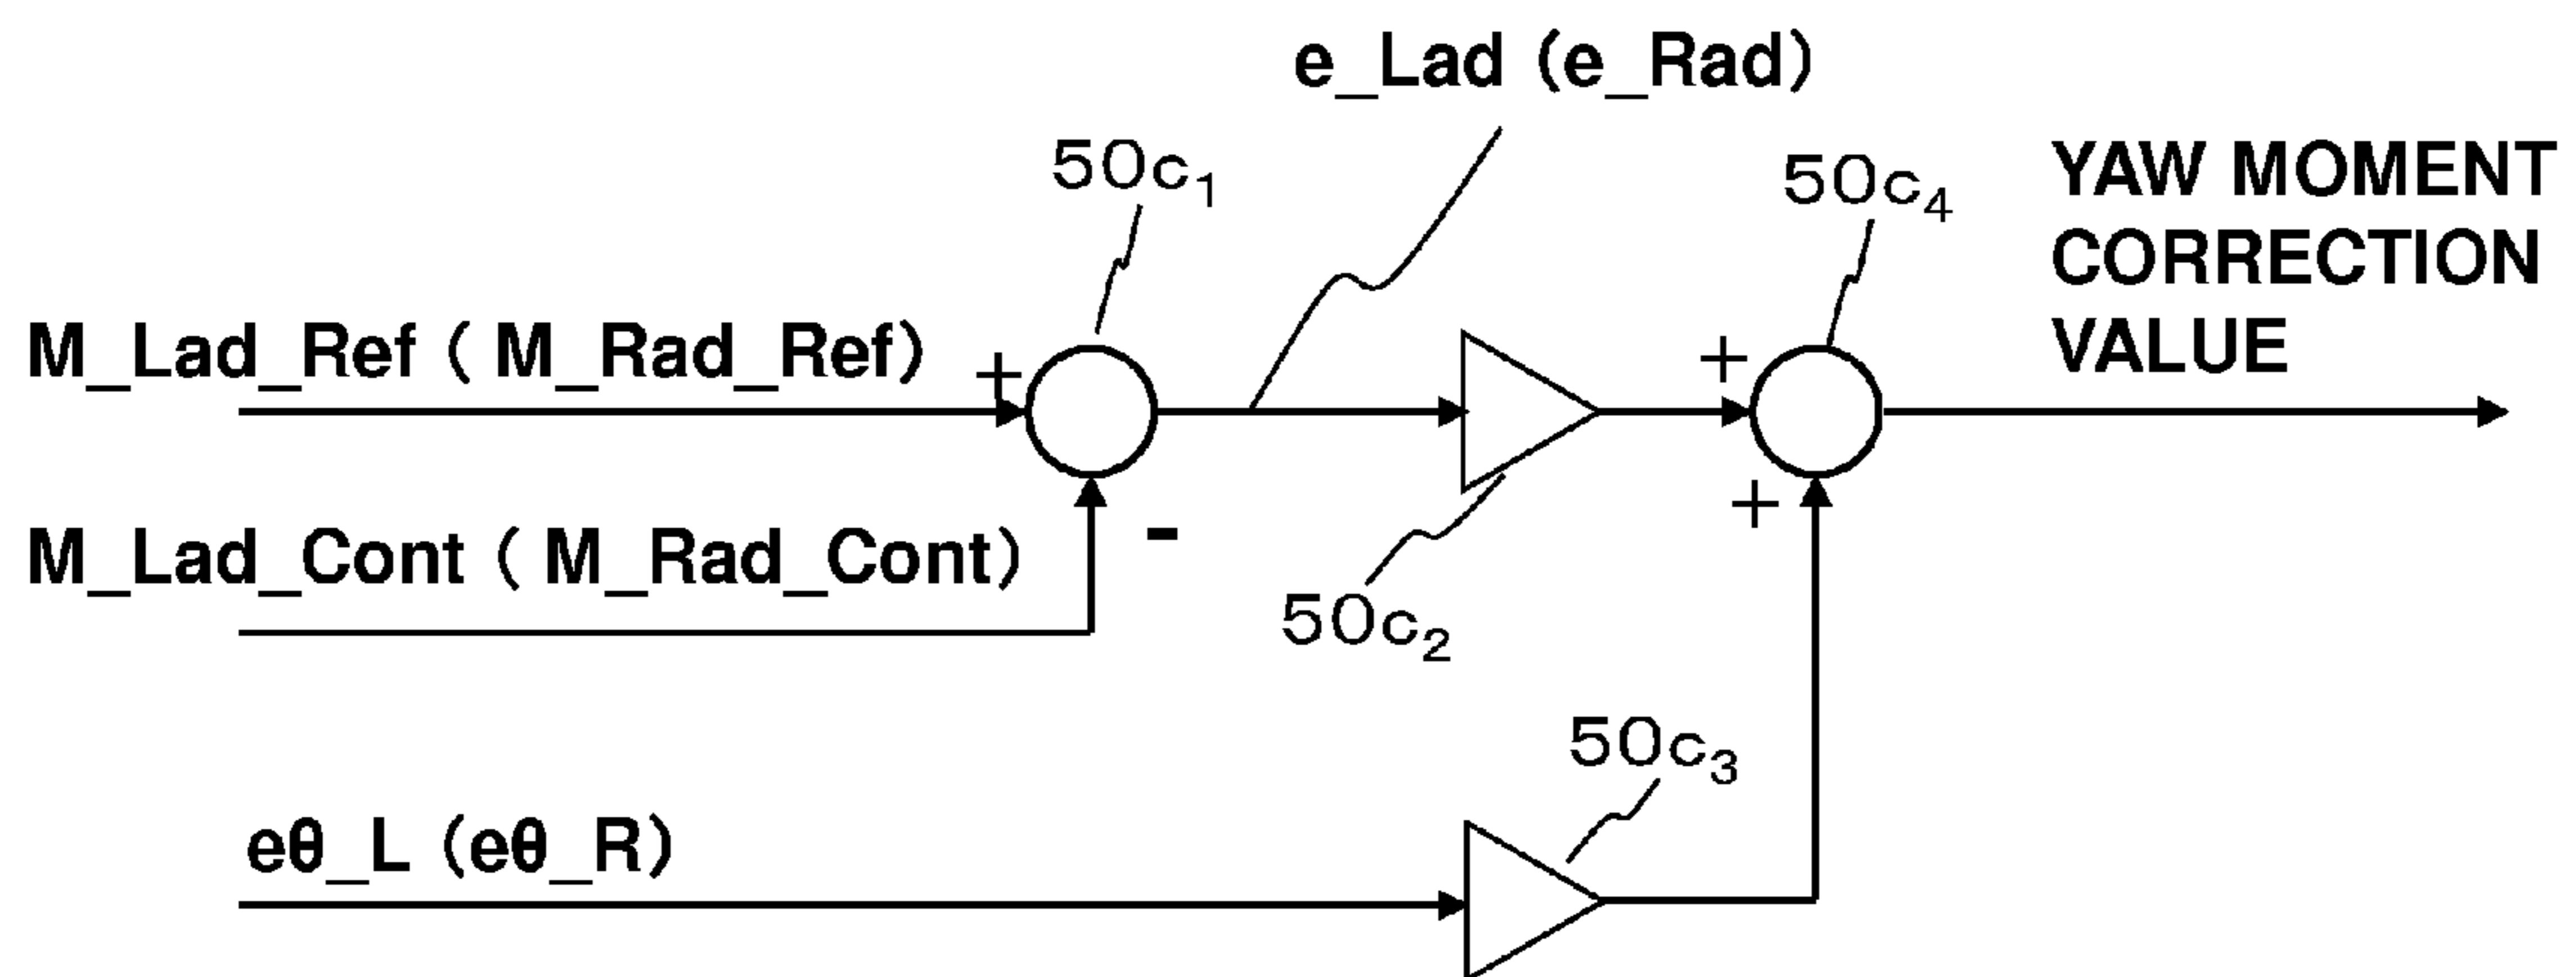 e_Lad (e_Rad)
50c₁
50c₄
YAW MOMENT
CORRECTION
VALUE
M_Lad_Ref ( M_Rad_Ref)
+
+
M_Lad_Cont ( M_Rad_Cont)
-
+
50c₂
50c₃
eθ_L (eθ_R)